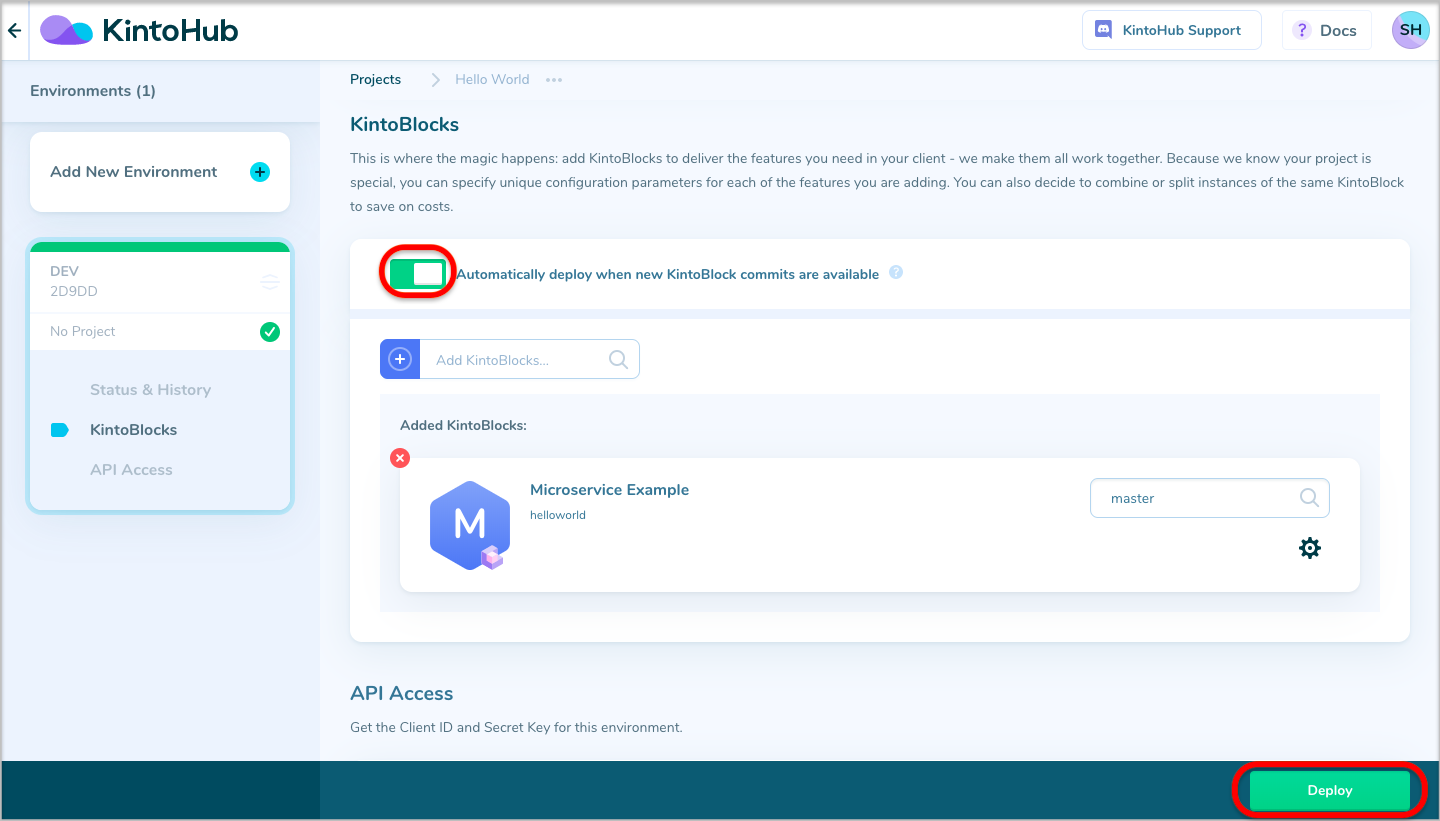 KintoHub
KintoHub Support
? Docs
SH
Environments (1)
Add New Environment
DEV
2D9DD
No Project
Status & History
KintoBlocks
API Access
Projects
Hello World
KintoBlocks
This is where the magic happens: add KintoBlocks to deliver the features you need in your client - we make them all work together. Because we know your project is
special, you can specify unique configuration parameters for each of the features you are adding. You can also decide to combine or split instances of the same KintoBlock
to save on costs.
Automatically deploy when new KintoBlock commits are available ?
Add KintoBlocks...
Added KintoBlocks:
M
Microservice Example
helloworld
master
API Access
Get the Client ID and Secret Key for this environment.
Deploy